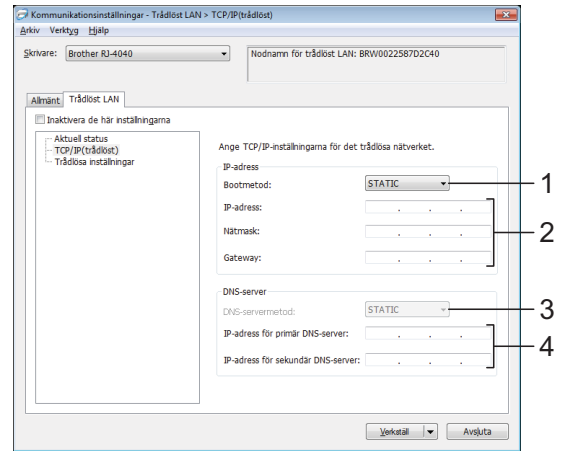 Kommunikationsinställningar - Trådlöst LAN > TCP/IP(trådlöst)
Arkiv Verktyg Hjälp
Skrivare: Brother RJ-4040
Nodnamn för trådlöst LAN: BRW0022587D2C40
Allmänt Trådlöst LAN
Inaktivera de här inställningarna
Aktuell status
TCP/IP(trådlöst)
Trådlösa inställningar
Ange TCP/IP-inställningarna för det trådlösa nätverket.
IP-adress
Bootmetod: STATIC 1
IP-adress: . . .
Nätmask: . . . 2
Gateway: . . .
DNS-server
DNS-servermetod: STATIC 3
IP-adress för primär DNS-server: . . .
4
IP-adress för sekundär DNS-server: . . .
Verkställ Avsluta